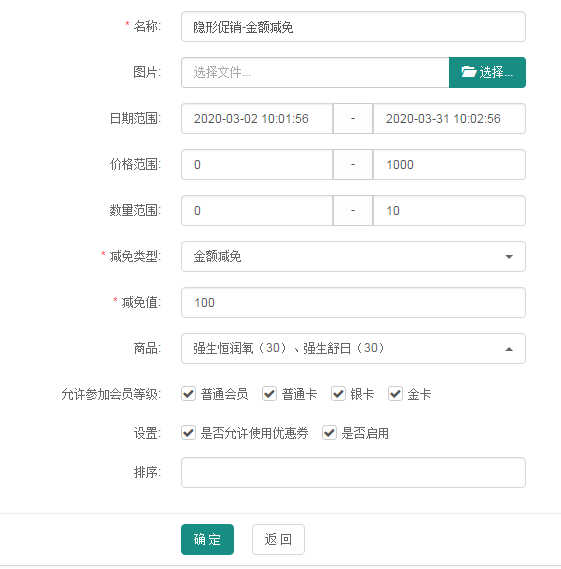 * 名称: 隐形促销-金额减免
图片: 选择文件... 选择...
日期范围: 2020-03-02 10:01:56 - 2020-03-31 10:02:56
价格范围: 0 - 1000
数量范围: 0 - 10
* 减免类型: 金额减免
* 减免值: 100
商品: 强生恒润氧（30）、强生舒日（30）
允许参加会员等级: 普通会员 普通卡 银卡 金卡
设置: 是否允许使用优惠券 是否启用
排序:
确 定 返 回